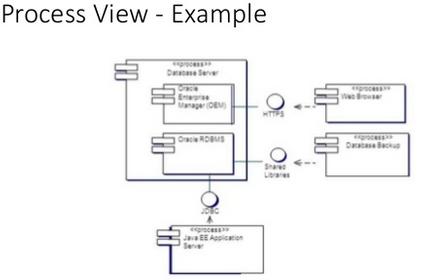 Process View - Example
<<process>>
Database Server
Oracle
Enterprise
Manager (OEM)
HTTPS
<<process>>
Web Browser
Oracle RDBMS
Shared
Libraries
<<process>>
Database Backup
JDBC
<<process>>
Java EE Application
Server